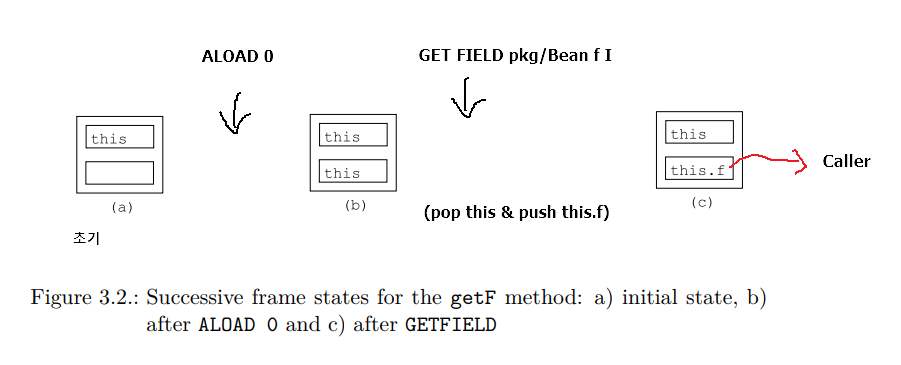 ALOAD 0
GET FIELD pkg/Bean f I
this
this
this
this
this.f
Caller
(a)
(b)
(c)
(pop this & push this.f)
초기
Figure 3.2.: Successive frame states for the getF method: a) initial state, b)
after ALOAD 0 and c) after GETFIELD